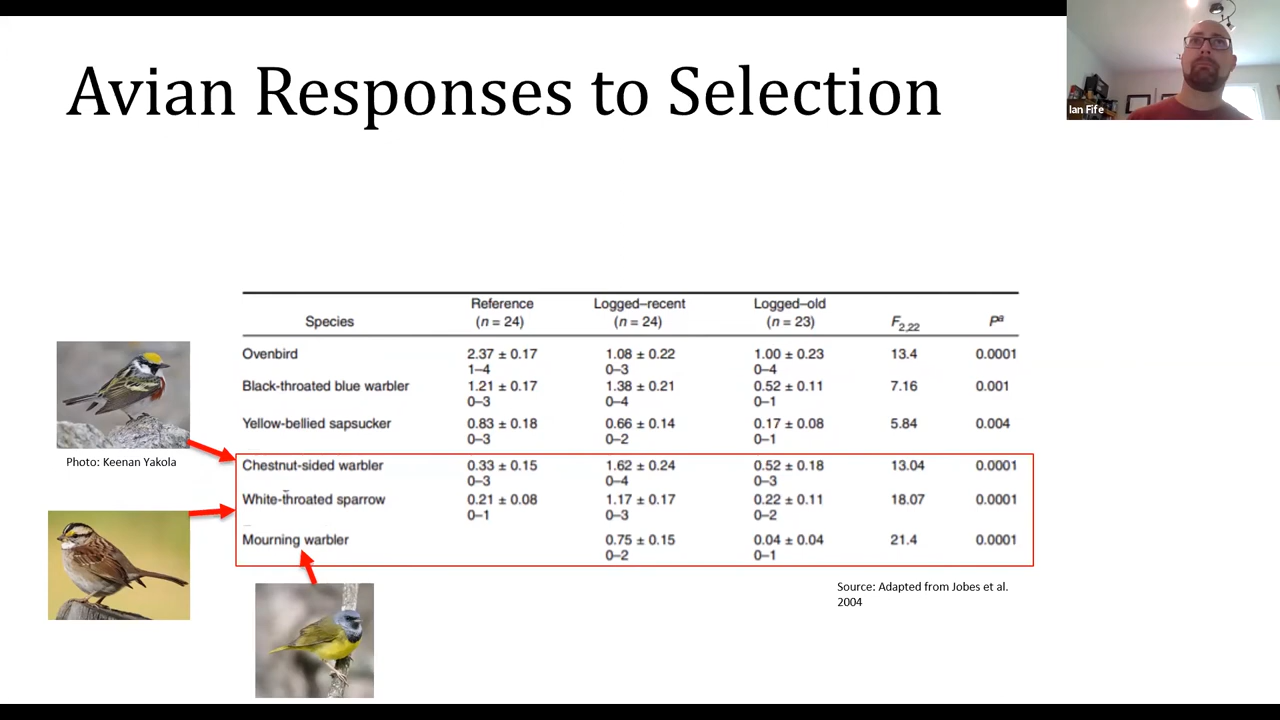 Avian Responses to Selection
Ian Fife
Reference Logged–recent Logged–old
Species (n = 24) (n = 24) (n = 23) F2,22 Pa
Ovenbird 2.37 ± 0.17 1.08 ± 0.22 1.00 ± 0.23 13.4 0.0001
1–4 0–3 0–4
Black-throated blue warbler 1.21 ± 0.17 1.38 ± 0.21 0.52 ± 0.11 7.16 0.001
0–3 0–4 0–1
Yellow-bellied sapsucker 0.83 ± 0.18 0.66 ± 0.14 0.17 ± 0.08 5.84 0.004
0–3 0–2 0–1
Photo: Keenan Yakola
Chestnut-sided warbler 0.33 ± 0.15 1.62 ± 0.24 0.52 ± 0.18 13.04 0.0001
0–3 0–4 0–3
White-throated sparrow 0.21 ± 0.08 1.17 ± 0.17 0.22 ± 0.11 18.07 0.0001
0–1 0–3 0–2
Mourning warbler 0.75 ± 0.15 0.04 ± 0.04 21.4 0.0001
0–2 0–1
Source: Adapted from Jobes et al.
2004